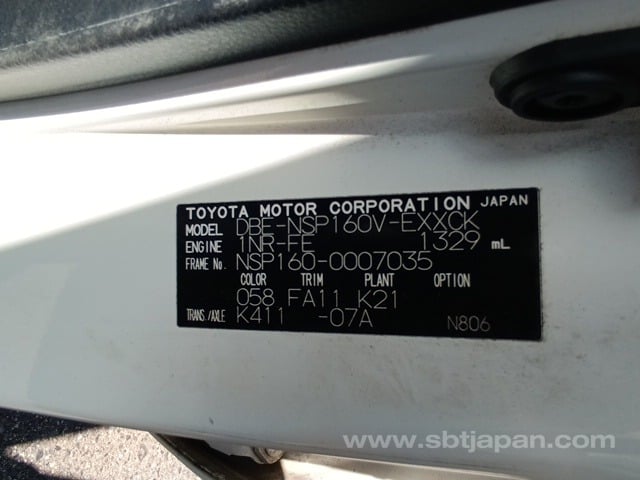 TOYOTA MOTOR CORPORATION JAPAN
MODEL DBE-NSP160V-EXXCK
ENGINE 1NR-FE 1329 mL
FRAME No. NSP160-0007035
COLOR TRIM PLANT OPTION
058 FA11 K21
TRANS./AXLE K411 -07A N806
www.sbtjapan.com